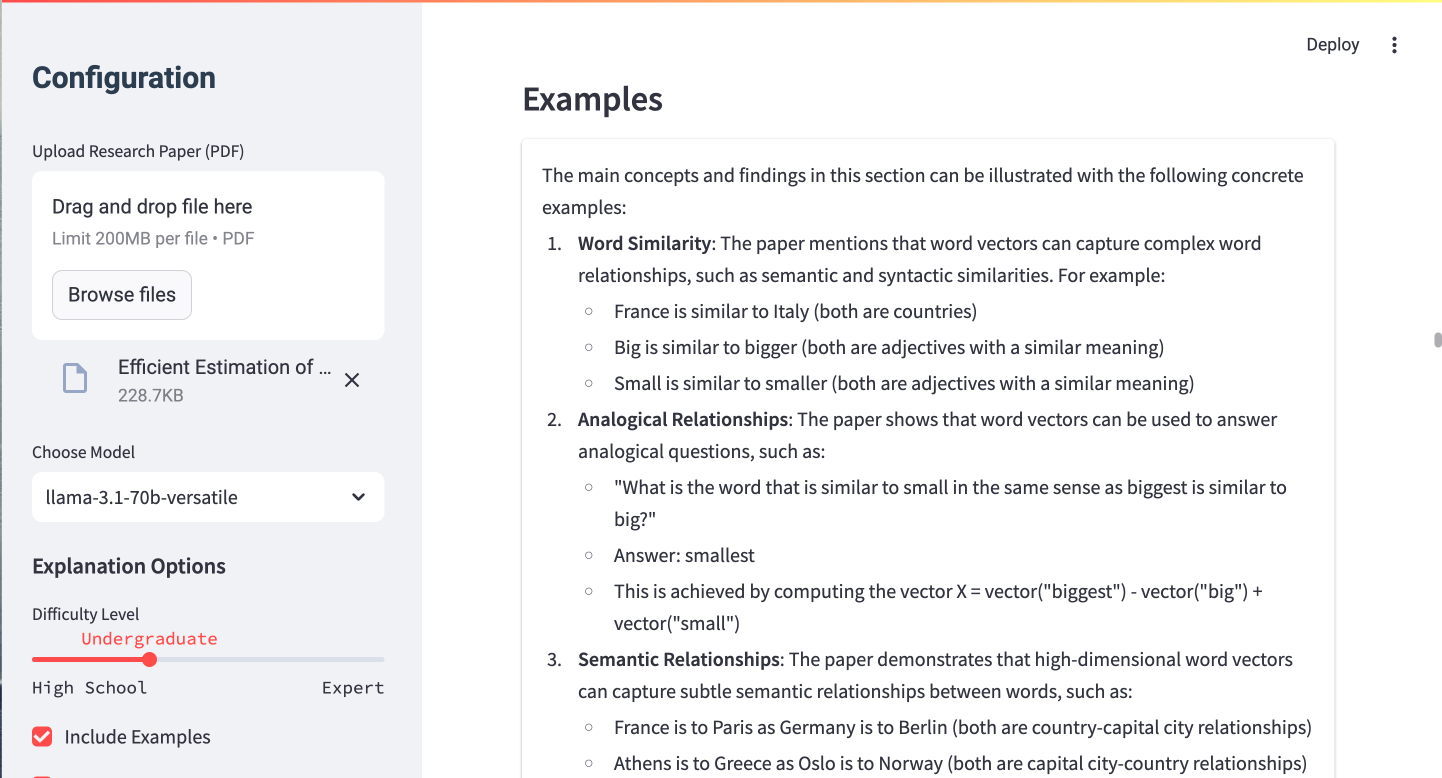 Configuration
Upload Research Paper (PDF)
Drag and drop file here
Limit 200MB per file • PDF
Browse files
Efficient Estimation of ...
228.7KB
Choose Model
llama-3.1-70b-versatile
Explanation Options
Difficulty Level
Undergraduate
High School Expert
Include Examples
Deploy
Examples
The main concepts and findings in this section can be illustrated with the following concrete
examples:
1. Word Similarity: The paper mentions that word vectors can capture complex word
relationships, such as semantic and syntactic similarities. For example:
○ France is similar to Italy (both are countries)
○ Big is similar to bigger (both are adjectives with a similar meaning)
○ Small is similar to smaller (both are adjectives with a similar meaning)
2. Analogical Relationships: The paper shows that word vectors can be used to answer
analogical questions, such as:
○ "What is the word that is similar to small in the same sense as biggest is similar to
big?"
○ Answer: smallest
○ This is achieved by computing the vector X = vector("biggest") - vector("big") +
vector("small")
3. Semantic Relationships: The paper demonstrates that high-dimensional word vectors
can capture subtle semantic relationships between words, such as:
○ France is to Paris as Germany is to Berlin (both are country-capital city relationships)
○ Athens is to Greece as Oslo is to Norway (both are capital city-country relationships)